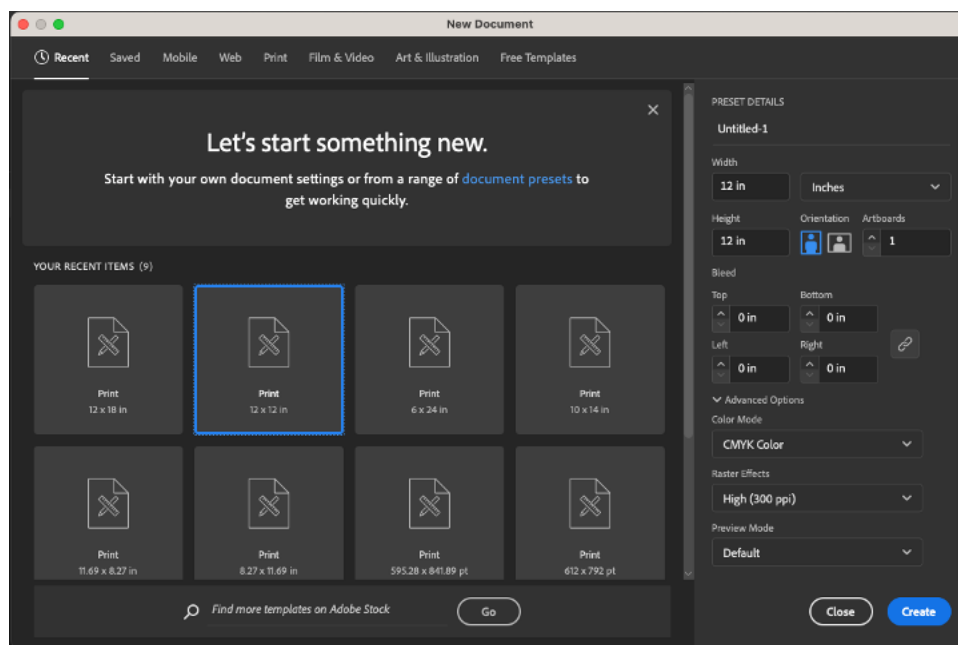 New Document
Recent Saved Mobile Web Print Film & Video Art & Illustration Free Templates
Let's start something new.
Start with your own document settings or from a range of document presets to
get working quickly.
YOUR RECENT ITEMS (9)
Print Print Print Print
12 x 18 in 12 x 12 in 6 x 24 in 10 x 14 in
Print Print Print Print
11.69 x 8.27 in 8.27 x 11.69 in 595.28 x 841.89 pt 612 x 792 pt
Find more templates on Adobe Stock Go
PRESET DETAILS
Untitled-1
Width
12 in Inches
Height Orientation Artboards
12 in 1
Bleed
Top Bottom
0 in 0 in
Left Right
0 in 0 in
Advanced Options
Color Mode
CMYK Color
Raster Effects
High (300 ppi)
Preview Mode
Default
Close Create